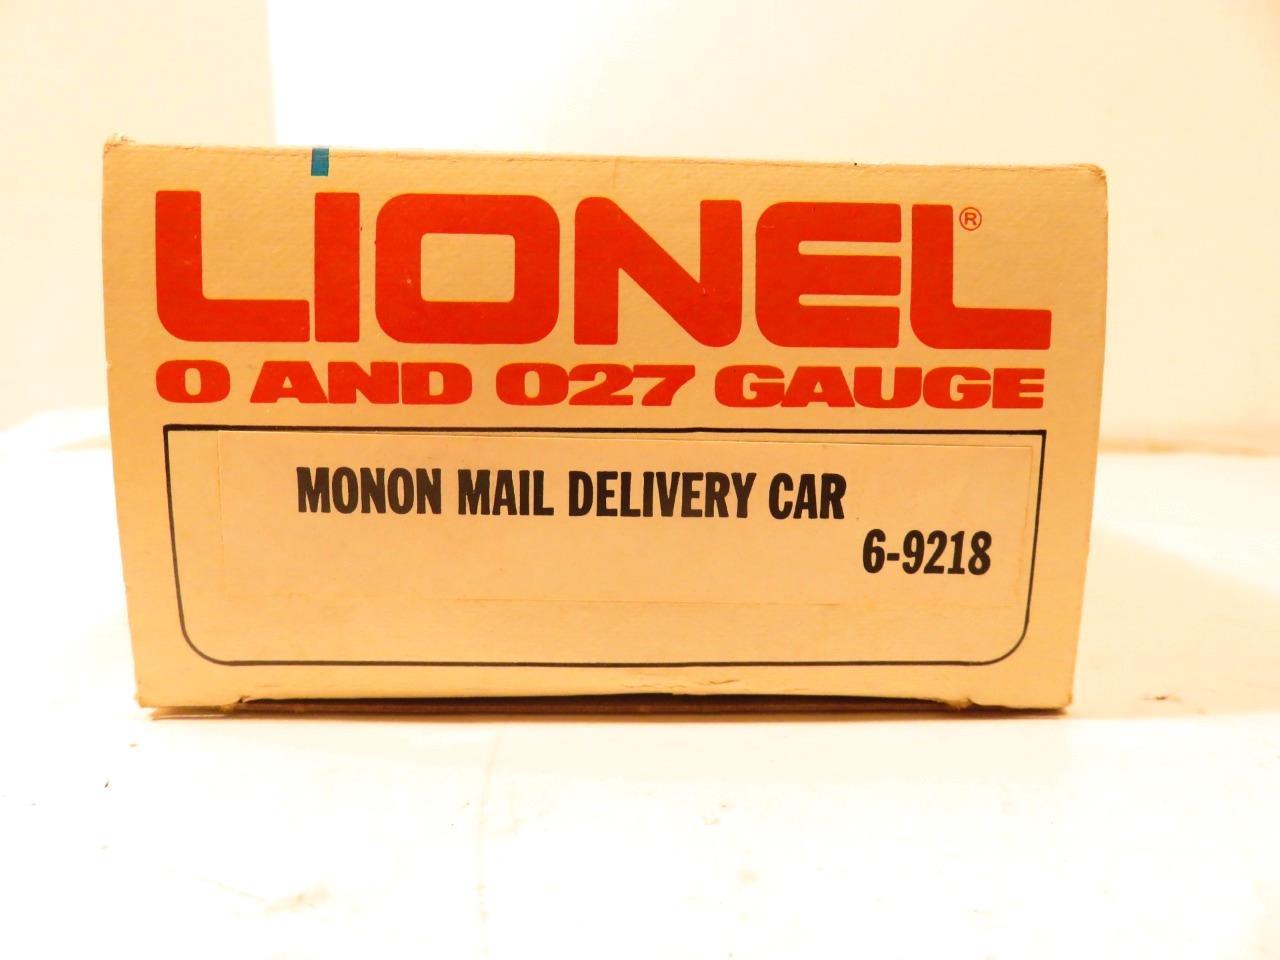 LiONEL®
O AND O27 GAUGE
MONON MAIL DELIVERY CAR
6-9218